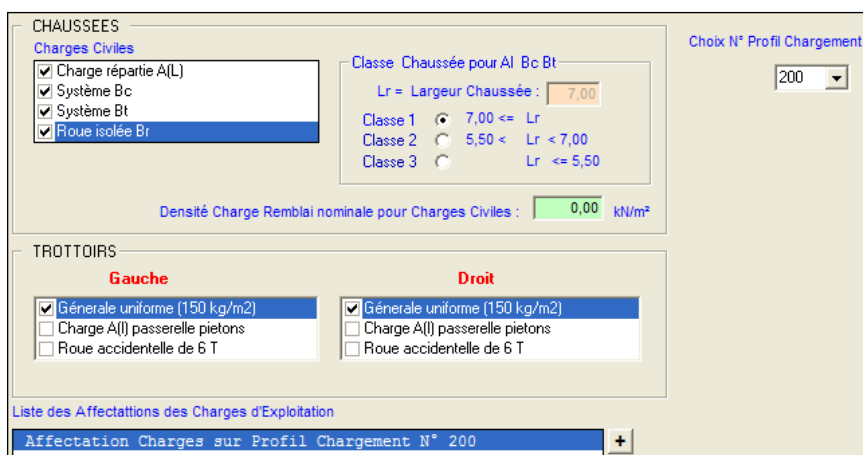 CHAUSSEES
Charges Civiles
Charge répartie A(L)
Système Bc
Système Bt
Roue isolée Br
Classe Chaussée pour Al Bc Bt
Lr = Largeur Chaussée : 7,00
Classe 1 7,00 <= Lr
Classe 2 5,50 < Lr < 7,00
Classe 3 Lr <= 5,50
Densité Charge Remblai nominale pour Charges Civiles : 0,00 kN/m²
Choix N° Profil Chargement
200
TROTTOIRS
Gauche
Génerale uniforme (150 kg/m2)
Charge A(l) passerelle pietons
Roue accidentelle de 6 T
Droit
Génerale uniforme (150 kg/m2)
Charge A(l) passerelle pietons
Roue accidentelle de 6 T
Liste des Affectattions des Charges d'Exploitation
Affectation Charges sur Profil Chargement N° 200
+